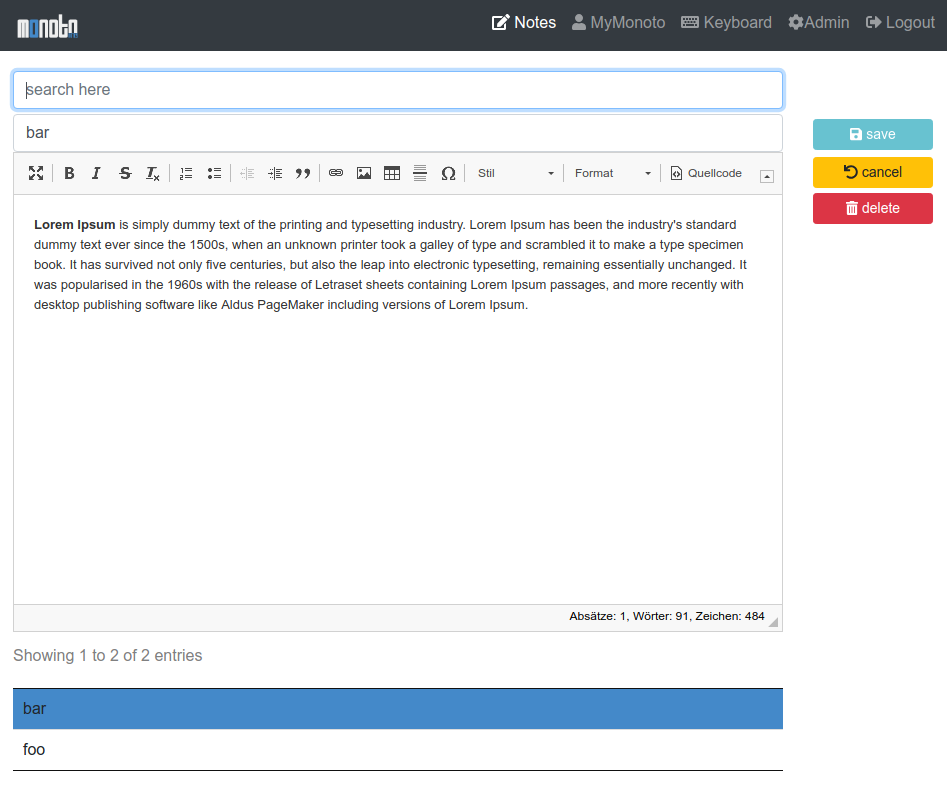 monoto
Notes MyMonoto Keyboard Admin Logout
search here
bar
save
B I S Tx Ω Stil Format Quellcode
cancel
delete
Lorem Ipsum is simply dummy text of the printing and typesetting industry. Lorem Ipsum has been the industry's standard
dummy text ever since the 1500s, when an unknown printer took a galley of type and scrambled it to make a type specimen
book. It has survived not only five centuries, but also the leap into electronic typesetting, remaining essentially unchanged. It
was popularised in the 1960s with the release of Letraset sheets containing Lorem Ipsum passages, and more recently with
desktop publishing software like Aldus PageMaker including versions of Lorem Ipsum.
Absätze: 1, Wörter: 91, Zeichen: 484
Showing 1 to 2 of 2 entries
bar
foo